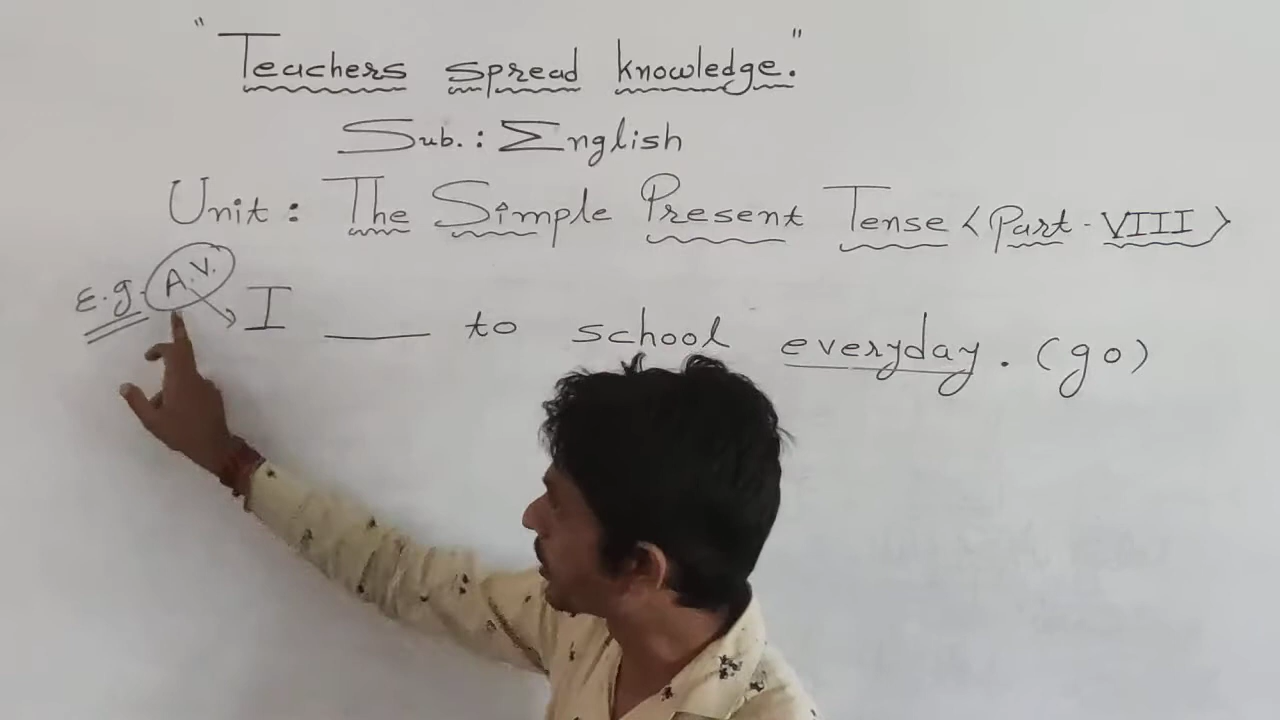 "Teachers spread knowledge."
Sub. : English
Unit : The Simple Present Tense <Part - VIII>
E.g. A.V. I ___ to school everyday. (go)